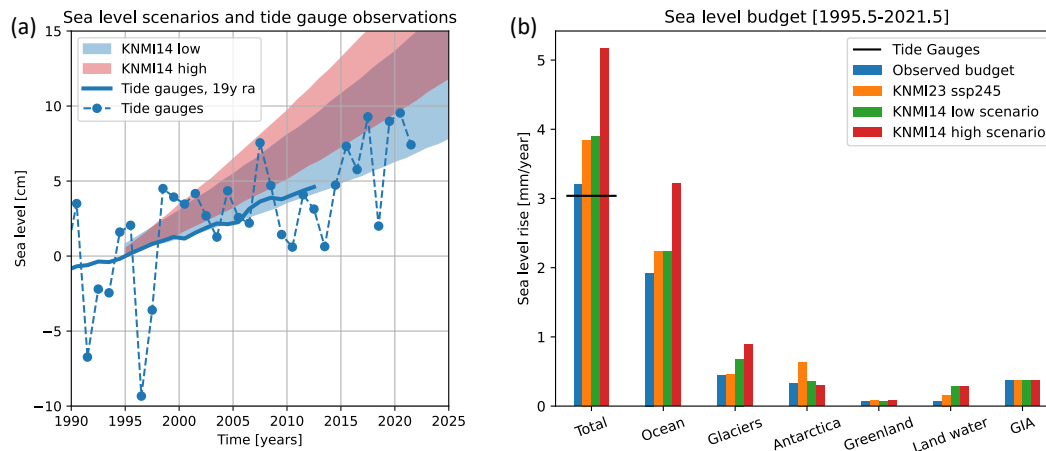 (a)
Sea level scenarios and tide gauge observations
15
10
5
0
−5
−10
Sea level [cm]
KNMI14 low
KNMI14 high
Tide gauges, 19y ra
Tide gauges
1990 1995 2000 2005 2010 2015 2020 2025
Time [years]
(b)
Sea level budget [1995.5-2021.5]
5
4
3
2
1
0
Sea level rise [mm/year]
Tide Gauges
Observed budget
KNMI23 ssp245
KNMI14 low scenario
KNMI14 high scenario
Total Ocean Glaciers Antarctica Greenland Land water GIA